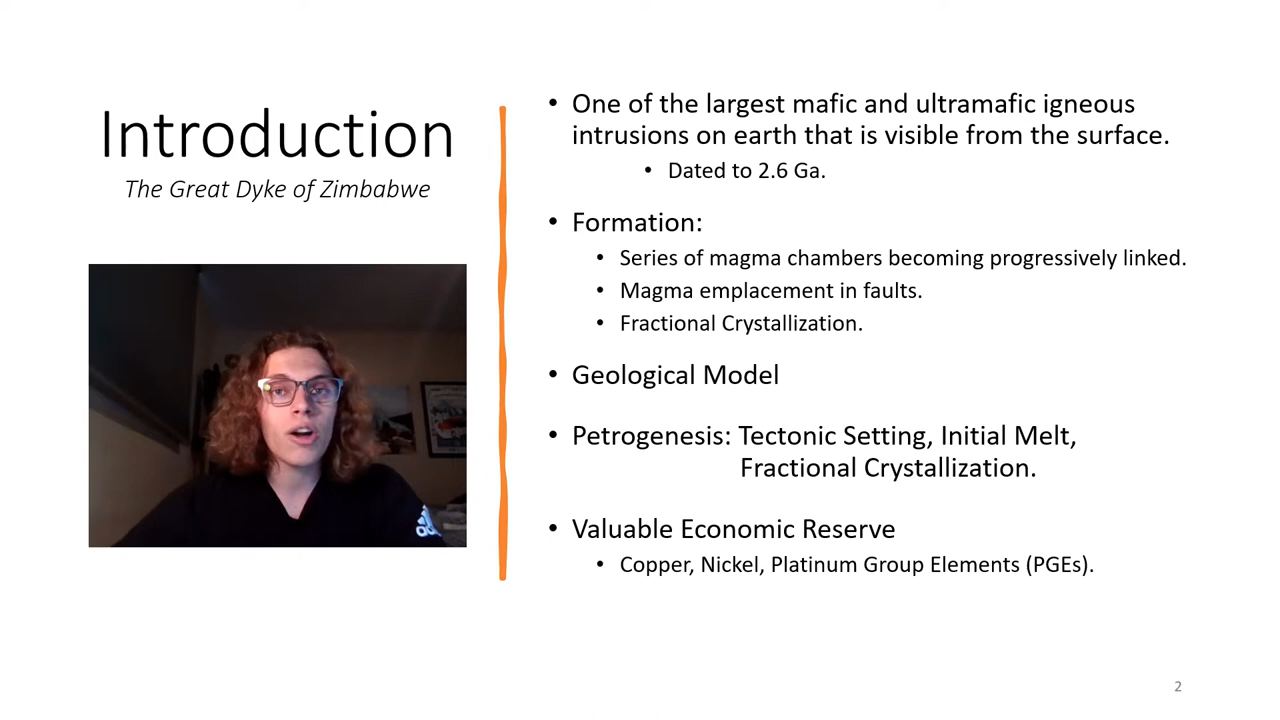 Introduction
The Great Dyke of Zimbabwe
• One of the largest mafic and ultramafic igneous
intrusions on earth that is visible from the surface.
• Dated to 2.6 Ga.
• Formation:
• Series of magma chambers becoming progressively linked.
• Magma emplacement in faults.
• Fractional Crystallization.
• Geological Model
• Petrogenesis: Tectonic Setting, Initial Melt,
Fractional Crystallization.
• Valuable Economic Reserve
• Copper, Nickel, Platinum Group Elements (PGEs).
2